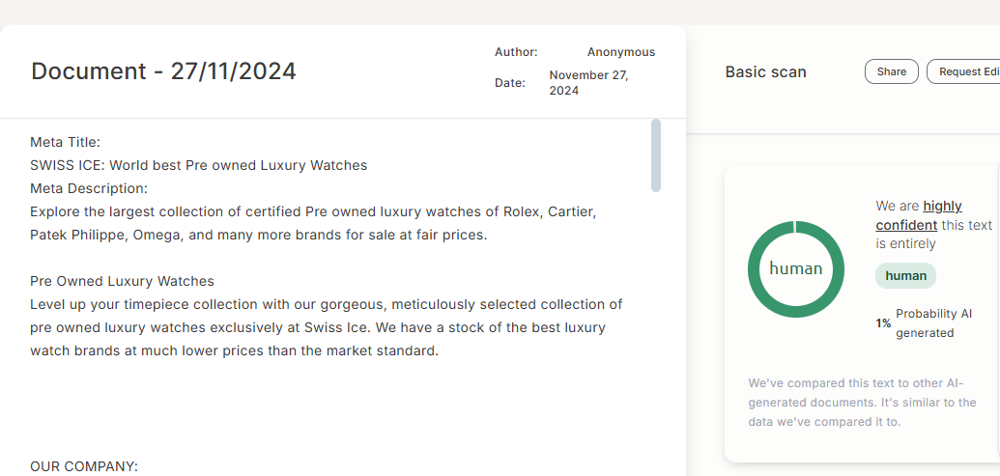 Document - 27/11/2024
Author: Anonymous
Date: November 27,
2024
Meta Title:
SWISS ICE: World best Pre owned Luxury Watches
Meta Description:
Explore the largest collection of certified Pre owned luxury watches of Rolex, Cartier,
Patek Philippe, Omega, and many more brands for sale at fair prices.
Pre Owned Luxury Watches
Level up your timepiece collection with our gorgeous, meticulously selected collection of
pre owned luxury watches exclusively at Swiss Ice. We have a stock of the best luxury
watch brands at much lower prices than the market standard.
OUR COMPANY:
Basic scan
Share
Request Edi
human
We are highly
confident this text
is entirely
human
1% Probability AI
generated
We've compared this text to other AI-
generated documents. It's similar to the
data we've compared it to.